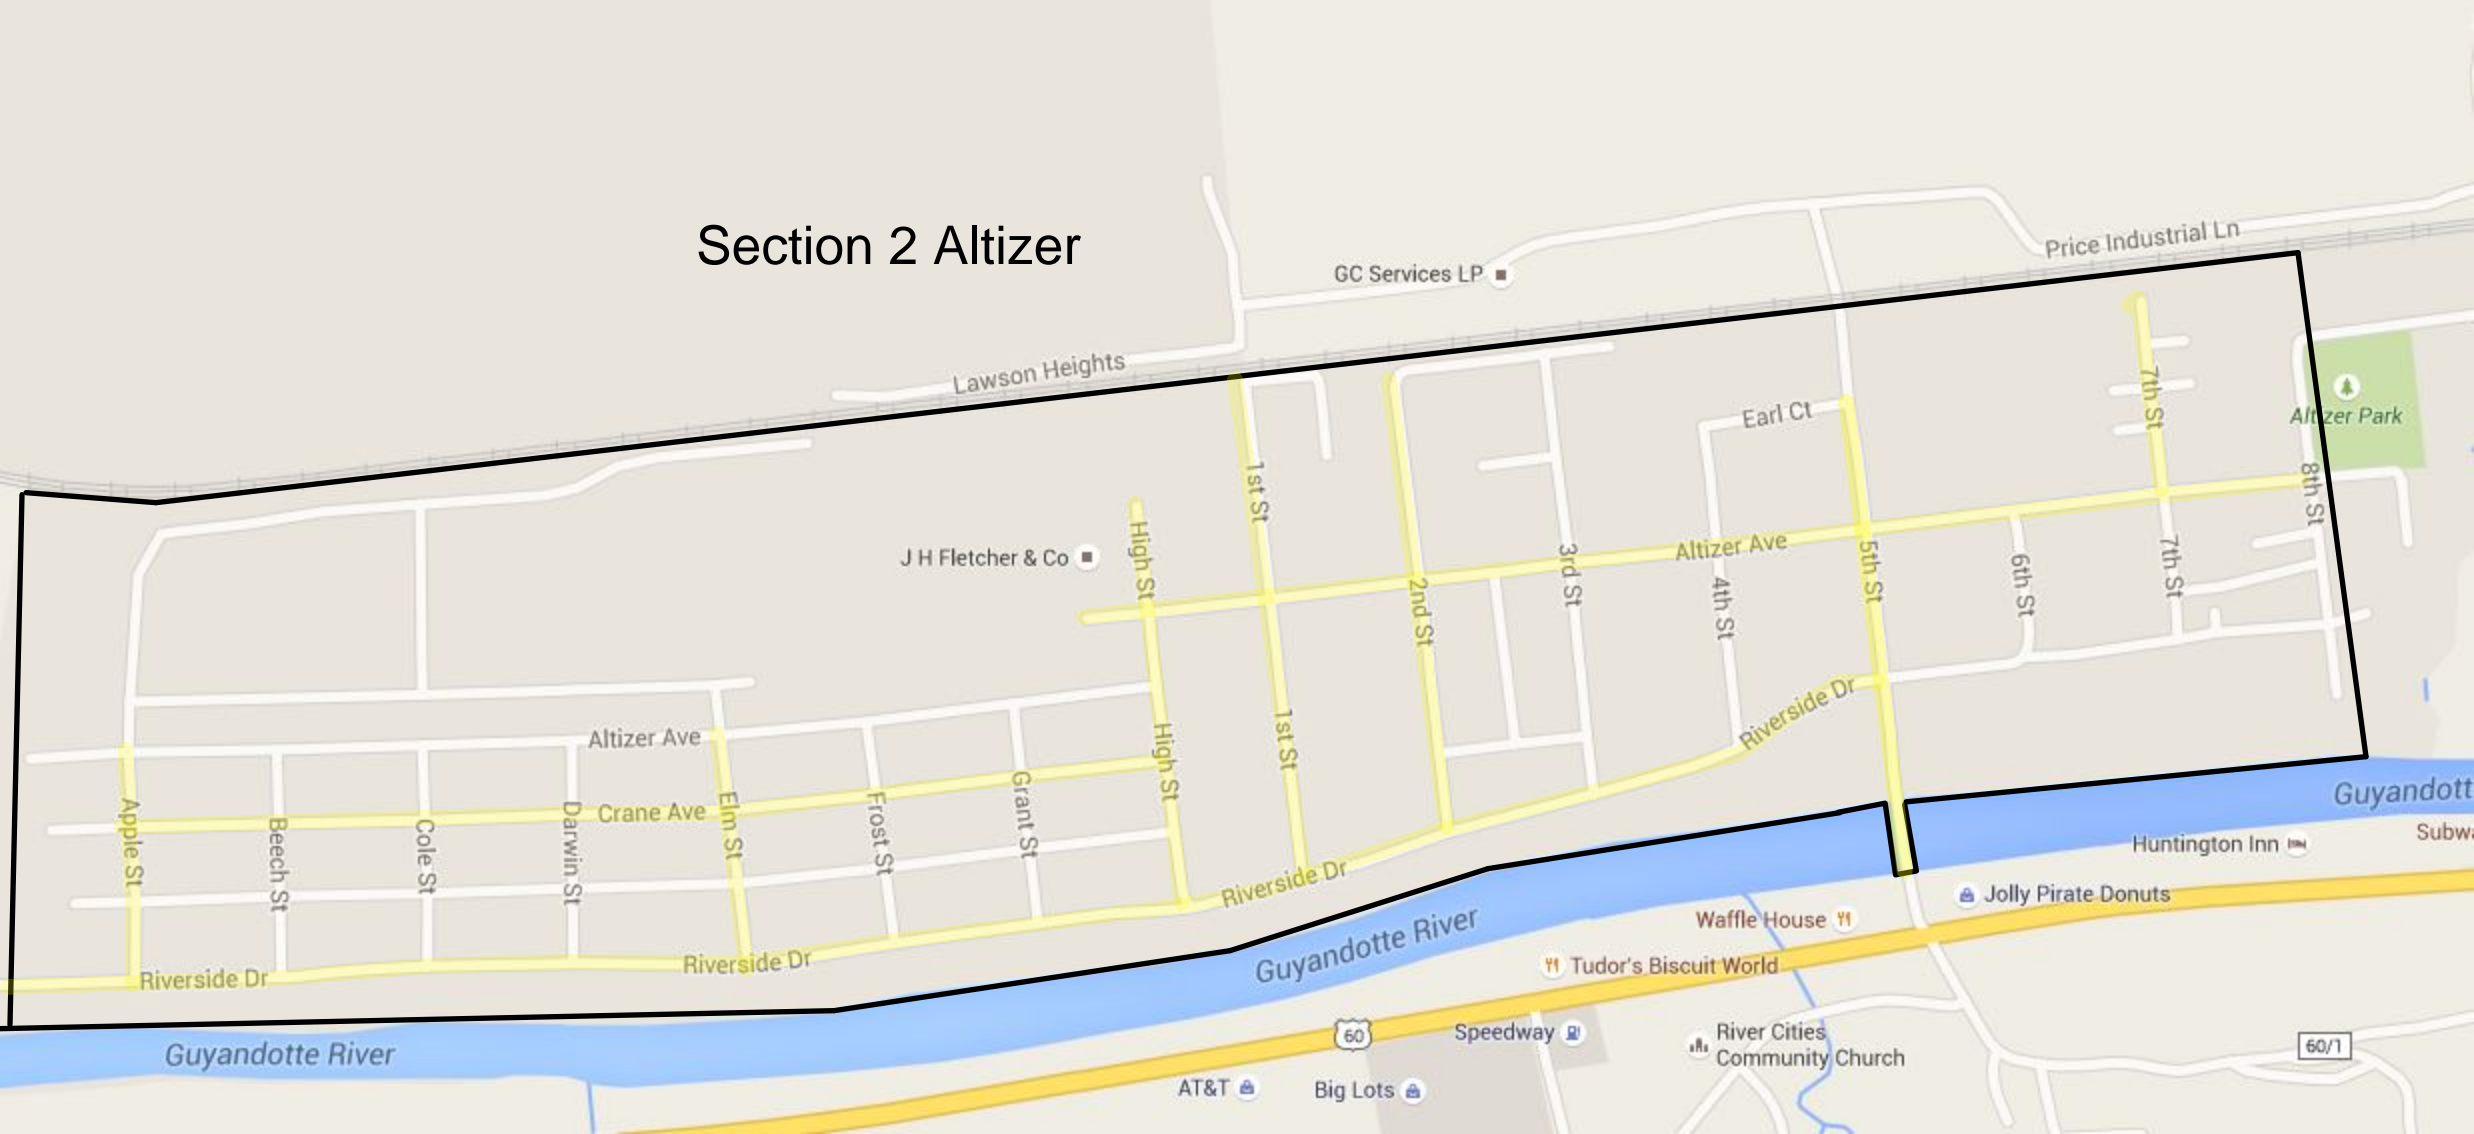 Section 2 Altizer
Price Industrial Ln
GC Services LP
Lawson Heights
Altizer Park
Earl Ct
7th St
1st St
8th St
High St
J H Fletcher & Co
Altizer Ave
2nd St
3rd St
4th St
5th St
6th St
7th St
Altizer Ave
Riverside Dr
High St
1st St
Crane Ave
Apple St
Beech St
Cole St
Darwin St
Elm St
Frost St
Grant St
Riverside Dr
Riverside Dr
Riverside Dr
Guyandott
Subw
Huntington Inn
Jolly Pirate Donuts
Waffle House
Guyandotte River
Tudor's Biscuit World
60
Speedway
River Cities
Community Church
60/1
Guyandotte River
AT&T
Big Lots